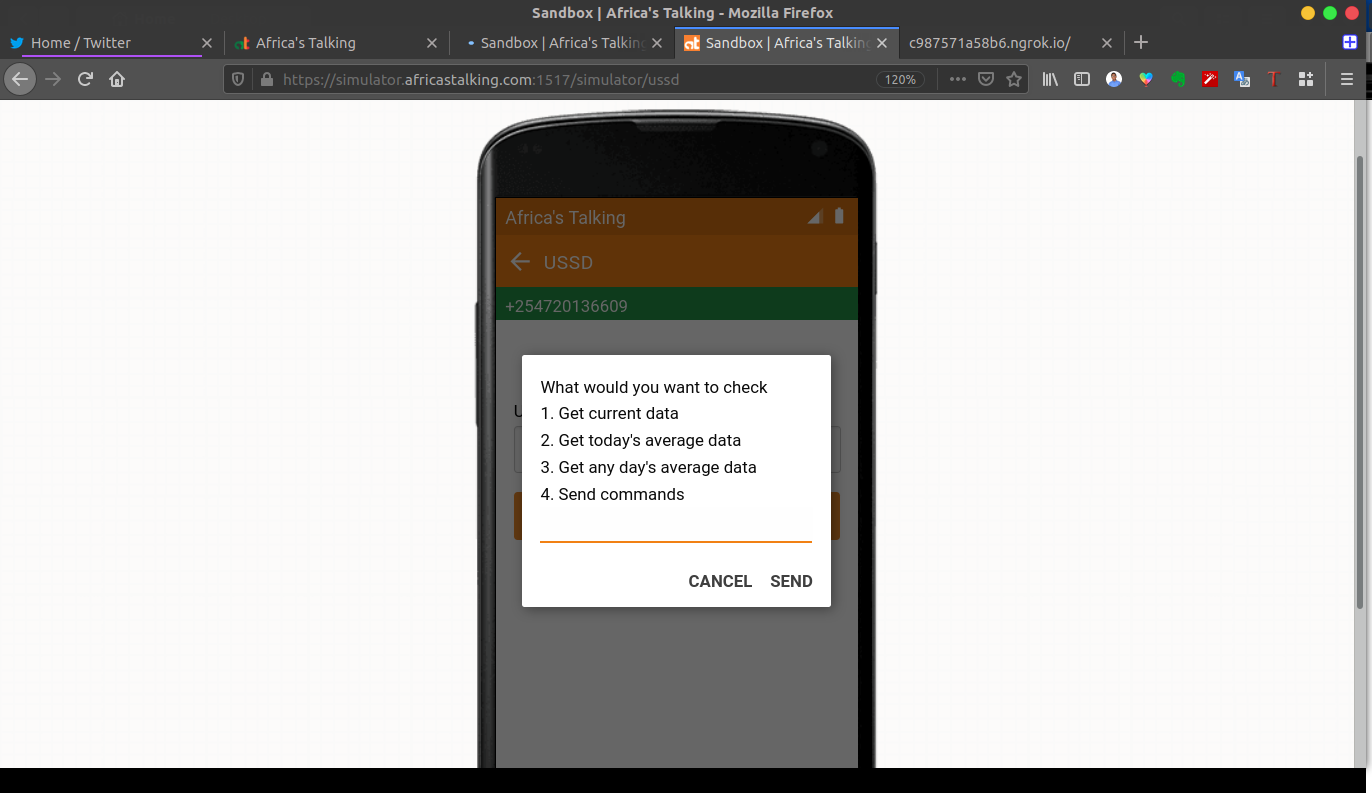 Sandbox | Africa's Talking - Mozilla Firefox
Home / Twitter
Africa's Talking
Sandbox | Africa's Talking
Sandbox | Africa's Talking
c987571a58b6.ngrok.io/
https://simulator.africastalking.com:1517/simulator/ussd
120%
Africa's Talking
USSD
+254720136609
What would you want to check
1. Get current data
2. Get today's average data
3. Get any day's average data
4. Send commands
CANCEL SEND